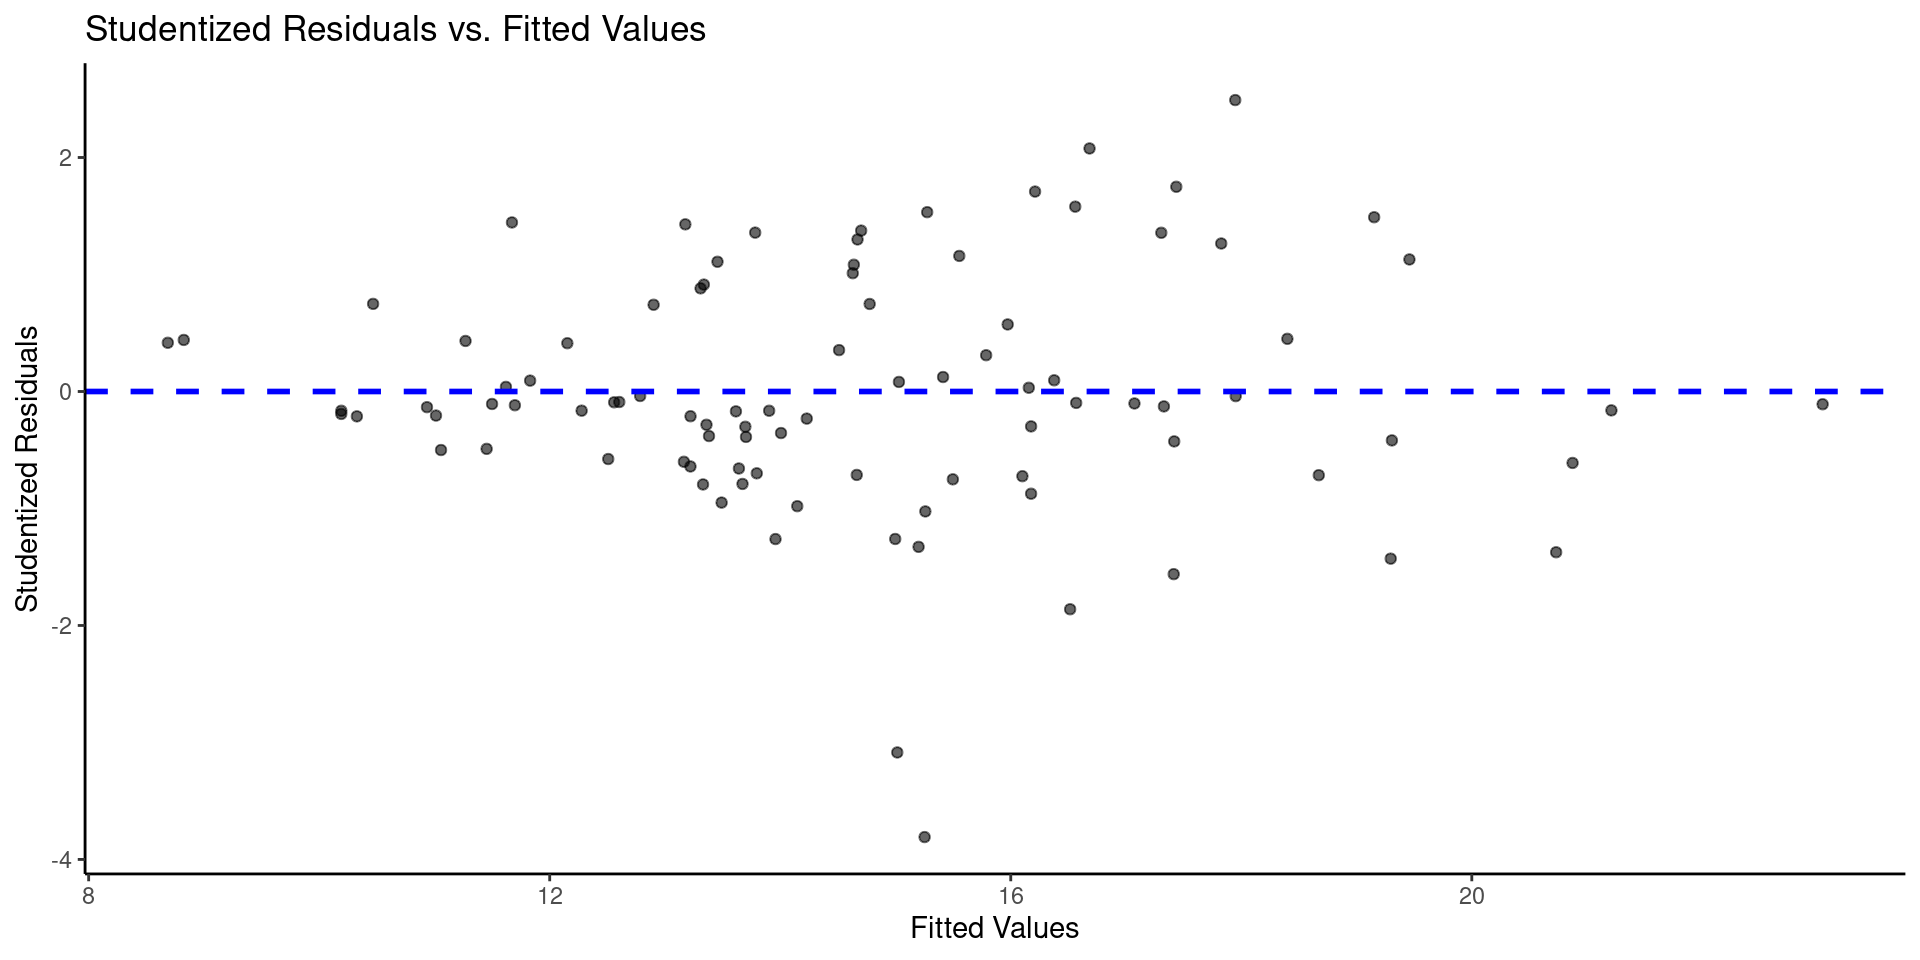 Studentized Residuals vs. Fitted Values
Studentized Residuals
2
0
-2
-4
8
12
16
20
Fitted Values